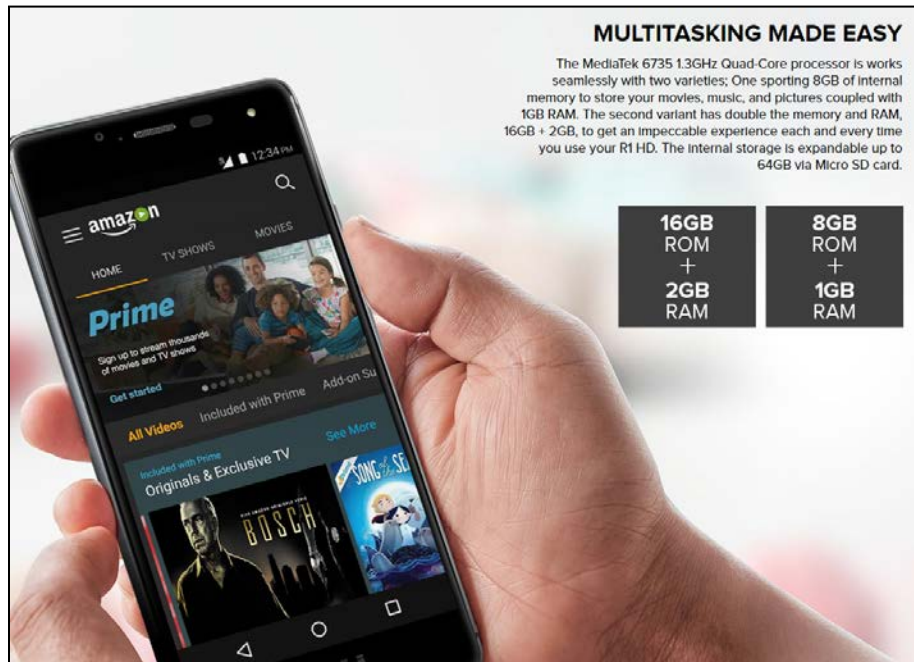 MULTITASKING MADE EASY
The MediaTek 6735 1.3GHz Quad-Core processor is works
seamlessly with two varieties; One sporting 8GB of internal
memory to store your movies, music, and pictures coupled with
1GB RAM. The second variant has double the memory and RAM,
16GB + 2GB, to get an impeccable experience each and every time
you use your R1 HD. The internal storage is expandable up to
64GB via Micro SD card.
16GB
ROM
+
2GB
RAM
8GB
ROM
+
1GB
RAM
12:34 PM
amazon
HOME
TV SHOWS
MOVIES
Prime
Sign up to stream thousands
of movies and TV shows
Get started
All Videos
Included with Prime
Add-on Su
Included with Prime
Originals & Exclusive TV
See More
BOSCH
SONG of the SE